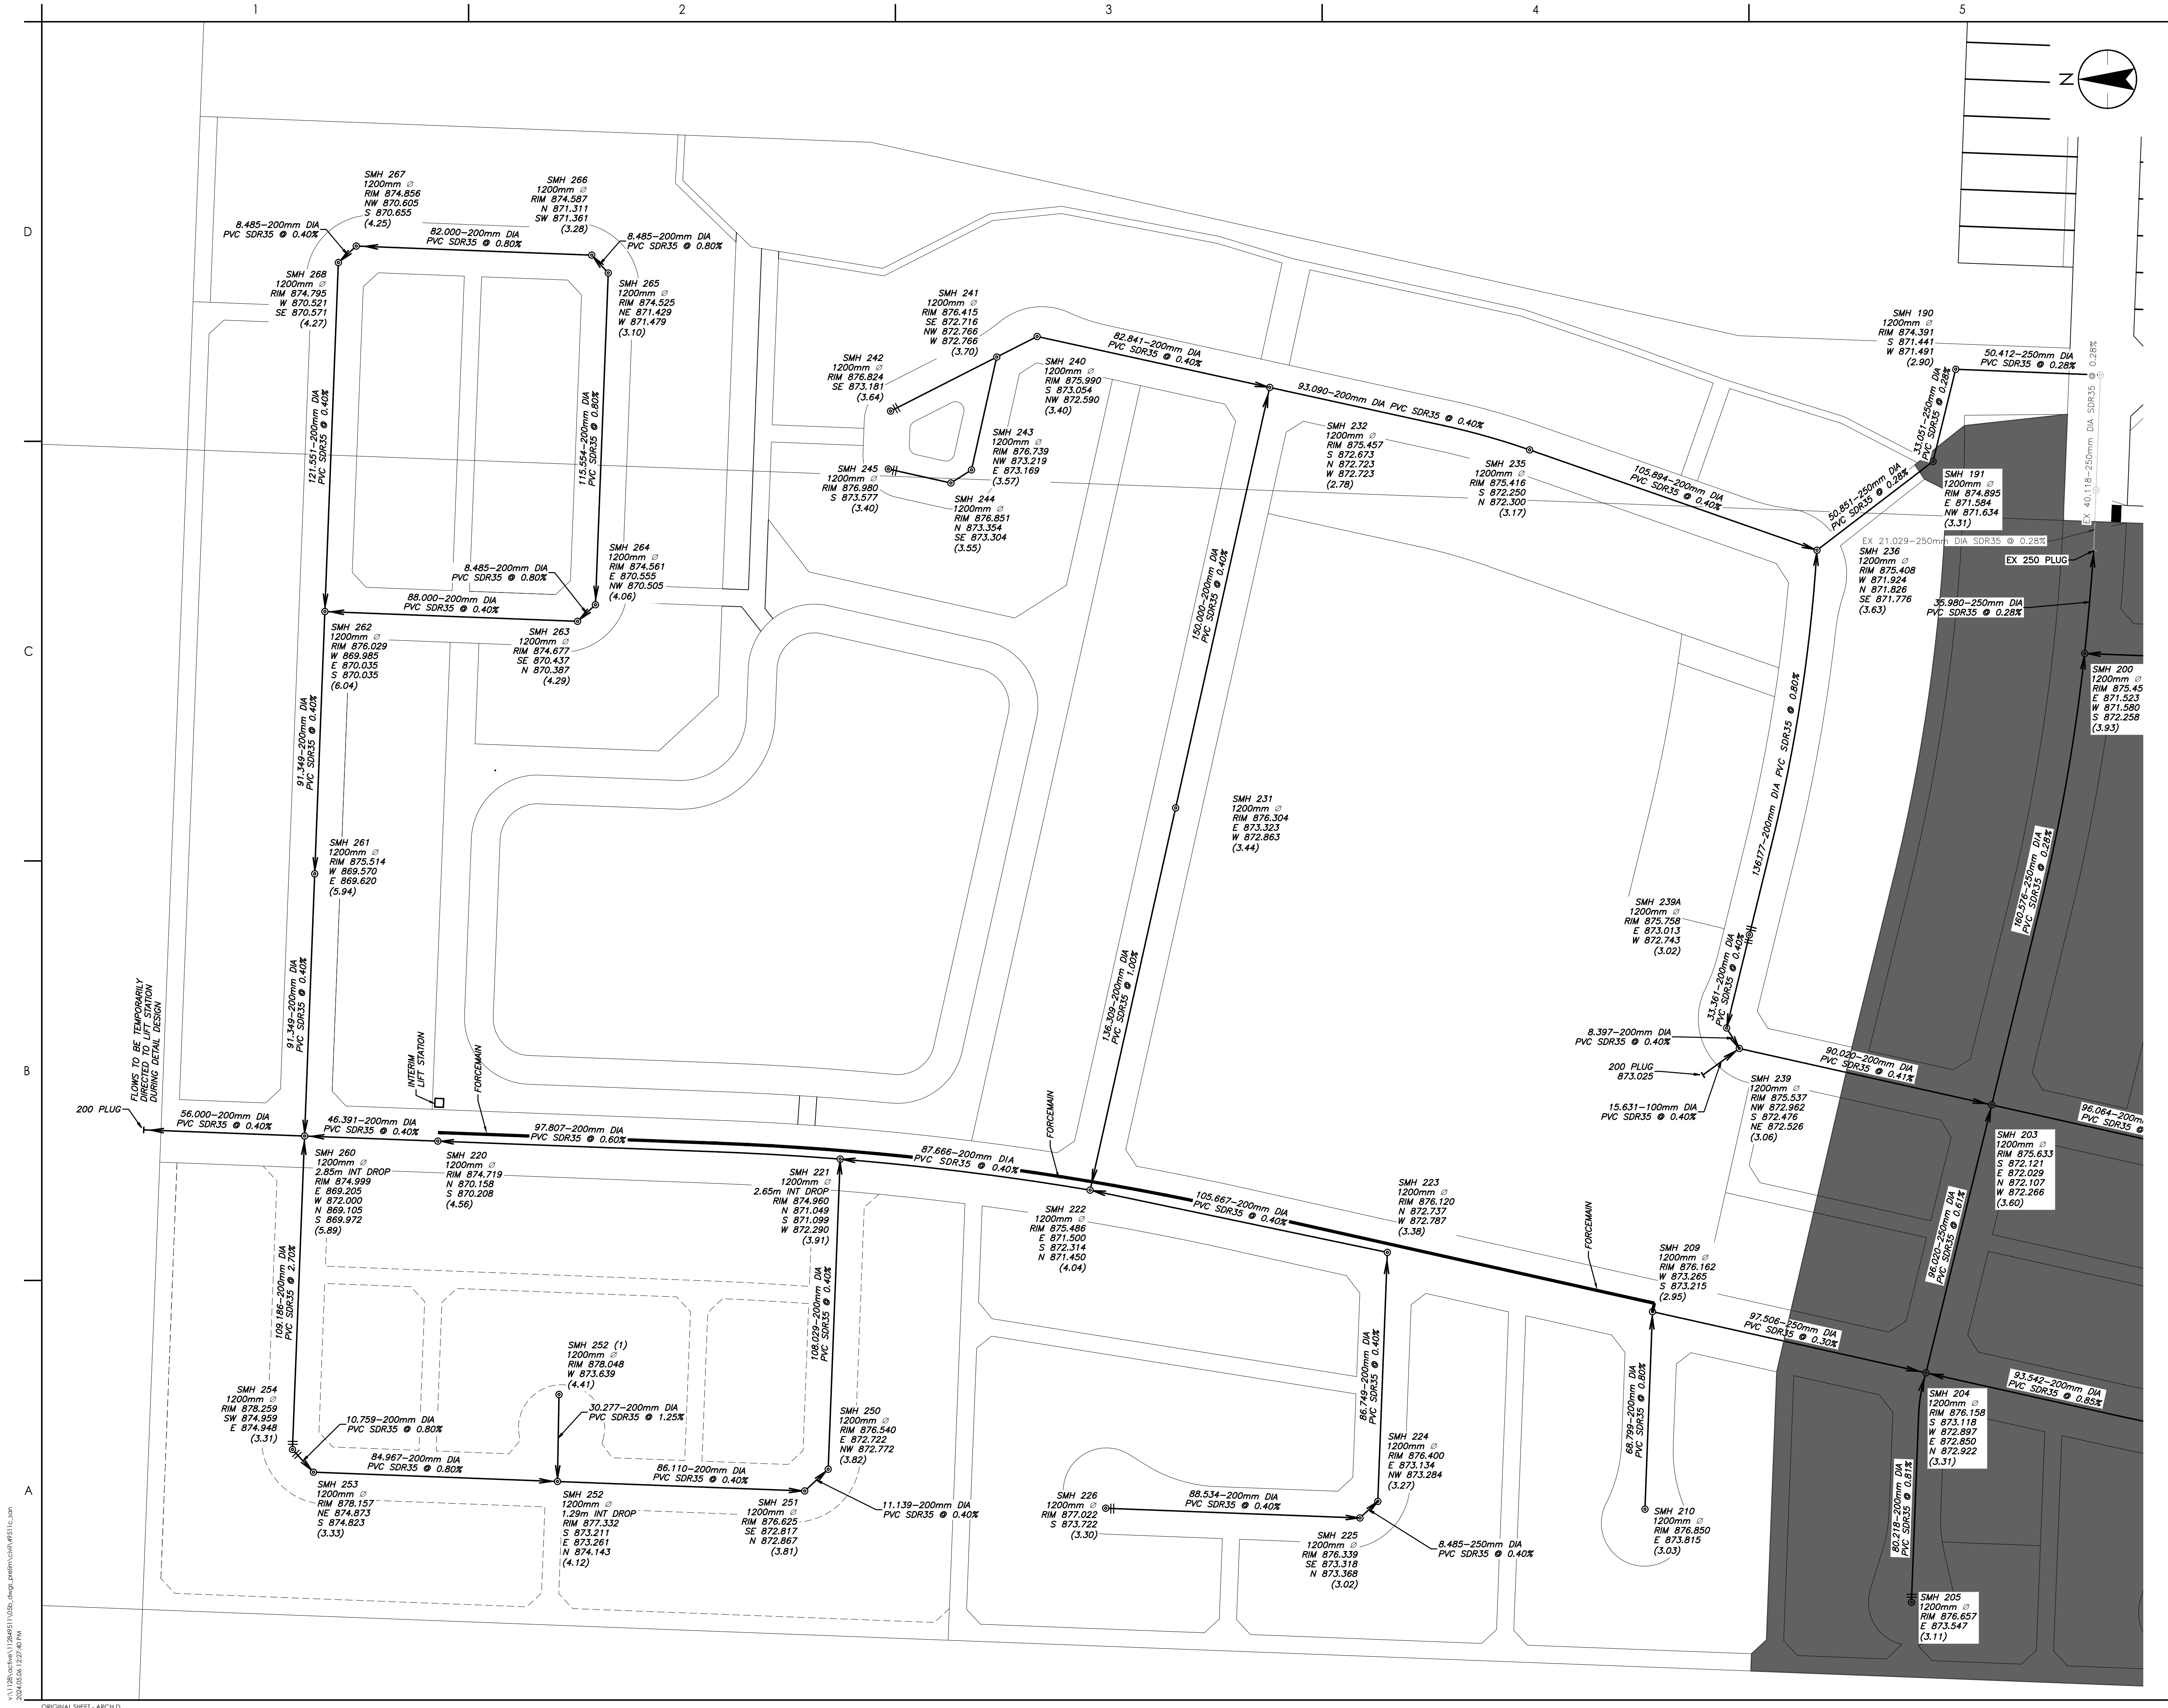 1
2
3
4
5
N
D
C
B
A
SMH 267
1200mm ∅
RIM 874.856
NW 870.605
S 870.655
(4.25)
SMH 266
1200mm ∅
RIM 874.587
N 871.311
SW 871.361
(3.28)
8.485-200mm DIA
PVC SDR35 @ 0.40%
82.000-200mm DIA
PVC SDR35 @ 0.80%
8.485-200mm DIA
PVC SDR35 @ 0.80%
SMH 268
1200mm ∅
RIM 874.795
W 870.521
SE 870.571
(4.27)
SMH 265
1200mm ∅
RIM 874.525
NE 871.429
W 871.479
(3.10)
121.551-200mm DIA
PVC SDR35 @ 0.40%
115.554-200mm DIA
PVC SDR35 @ 0.80%
SMH 241
1200mm ∅
RIM 876.415
SE 872.716
NW 872.766
W 872.766
(3.70)
SMH 242
1200mm ∅
RIM 876.824
SE 873.181
(3.64)
SMH 240
1200mm ∅
RIM 875.990
S 873.054
NW 872.590
(3.40)
82.841-200mm DIA
PVC SDR35 @ 0.40%
93.090-200mm DIA PVC SDR35 @ 0.40%
SMH 243
1200mm ∅
RIM 876.739
NW 873.219
E 873.169
(3.57)
SMH 245
1200mm ∅
RIM 876.980
S 873.577
(3.40)
SMH 244
1200mm ∅
RIM 876.851
N 873.354
SE 873.304
(3.55)
SMH 232
1200mm ∅
RIM 875.457
S 872.673
N 872.723
W 872.723
(2.78)
SMH 235
1200mm ∅
RIM 875.416
S 872.250
N 872.300
(3.17)
105.894-200mm DIA
PVC SDR35 @ 0.40%
SMH 190
1200mm ∅
RIM 874.391
S 871.441
W 871.491
(2.90)
50.412-250mm DIA
PVC SDR35 @ 0.28%
33.051-250mm DIA
PVC SDR35 @ 0.28%
50.851-250mm DIA
PVC SDR35 @ 0.28%
SMH 191
1200mm ∅
RIM 874.895
E 871.584
NW 871.634
(3.31)
EX 40.118-250mm DIA SDR35 @ 0.28%
EX 21.029-250mm DIA SDR35 @ 0.28%
EX 250 PLUG
SMH 236
1200mm ∅
RIM 875.408
W 871.924
N 871.826
SE 871.776
(3.63)
35.980-250mm DIA
PVC SDR35 @ 0.28%
SMH 200
1200mm ∅
RIM 875.45
E 871.523
W 871.580
S 872.258
(3.93)
SMH 264
1200mm ∅
RIM 874.561
E 870.555
NW 870.505
(4.06)
8.485-200mm DIA
PVC SDR35 @ 0.80%
88.000-200mm DIA
PVC SDR35 @ 0.40%
SMH 262
1200mm ∅
RIM 876.029
W 869.985
E 870.035
S 870.035
(6.04)
SMH 263
1200mm ∅
RIM 874.677
SE 870.437
N 870.387
(4.29)
150.000-200mm DIA
PVC SDR35 @ 0.40%
91.349-200mm DIA
PVC SDR35 @ 0.40%
136.177-200mm DIA PVC SDR35 @ 0.80%
SMH 261
1200mm ∅
RIM 875.514
W 869.570
E 869.620
(5.94)
SMH 231
1200mm ∅
RIM 876.304
E 873.323
W 872.863
(3.44)
160.576-250mm DIA
PVC SDR35 @ 0.28%
SMH 239A
1200mm ∅
RIM 875.758
E 873.013
W 872.743
(3.02)
33.361-200mm DIA
PVC SDR35 @ 0.40%
91.349-200mm DIA
PVC SDR35 @ 0.40%
136.309-200mm DIA
PVC SDR35 @ 1.00%
FLOWS TO BE TEMPORARILY
DIRECTED TO LIFT STATION
DURING DETAIL DESIGN
INTERIM
LIFT STATION
FORCEMAIN
8.397-200mm DIA
PVC SDR35 @ 0.40%
200 PLUG
873.025
15.631-100mm DIA
PVC SDR35 @ 0.40%
90.020-200mm DIA
PVC SDR35 @ 0.41%
SMH 239
1200mm ∅
RIM 875.537
NW 872.962
S 872.476
NE 872.526
(3.06)
96.064-200m
PVC SDR35 @
200 PLUG
56.000-200mm DIA
PVC SDR35 @ 0.40%
46.391-200mm DIA
PVC SDR35 @ 0.40%
97.807-200mm DIA
PVC SDR35 @ 0.60%
87.666-200mm DIA
PVC SDR35 @ 0.40%
FORCEMAIN
SMH 203
1200mm ∅
RIM 875.633
S 872.121
E 872.029
N 872.107
W 872.266
(3.60)
SMH 260
1200mm ∅
2.85m INT DROP
RIM 874.999
E 869.205
W 872.000
N 869.105
S 869.972
(5.89)
SMH 220
1200mm ∅
RIM 874.719
N 870.158
S 870.208
(4.56)
SMH 221
1200mm ∅
2.65m INT DROP
RIM 874.960
N 871.049
S 871.099
W 872.290
(3.91)
SMH 222
1200mm ∅
RIM 875.486
E 871.500
S 872.314
N 871.450
(4.04)
105.667-200mm DIA
PVC SDR35 @ 0.40%
SMH 223
1200mm ∅
RIM 876.120
N 872.737
W 872.787
(3.38)
FORCEMAIN
SMH 209
1200mm ∅
RIM 876.162
W 873.265
S 873.215
(2.95)
96.020-250mm DIA
PVC SDR35 @ 0.61%
97.506-250mm DIA
PVC SDR35 @ 0.30%
109.186-200mm DIA
PVC SDR35 @ 2.70%
108.029-200mm DIA
PVC SDR35 @ 0.40%
86.749-200mm DIA
PVC SDR35 @ 0.40%
68.799-200mm DIA
PVC SDR35 @ 0.80%
93.542-200mm DIA
PVC SDR35 @ 0.85%
SMH 204
1200mm ∅
RIM 876.158
S 873.118
W 872.897
E 872.850
N 872.922
(3.31)
SMH 252 (1)
1200mm ∅
RIM 878.048
W 873.639
(4.41)
SMH 254
1200mm ∅
RIM 878.259
SW 874.959
E 874.948
(3.31)
10.759-200mm DIA
PVC SDR35 @ 0.80%
30.277-200mm DIA
PVC SDR35 @ 1.25%
SMH 250
1200mm ∅
RIM 876.540
E 872.722
NW 872.772
(3.82)
84.967-200mm DIA
PVC SDR35 @ 0.80%
86.110-200mm DIA
PVC SDR35 @ 0.40%
SMH 224
1200mm ∅
RIM 876.400
E 873.134
NW 873.284
(3.27)
SMH 253
1200mm ∅
RIM 878.157
NE 874.873
S 874.823
(3.33)
SMH 252
1200mm ∅
1.29m INT DROP
RIM 877.332
S 873.211
E 873.261
N 874.143
(4.12)
SMH 251
1200mm ∅
RIM 876.625
SE 872.817
N 872.867
(3.81)
11.139-200mm DIA
PVC SDR35 @ 0.40%
SMH 226
1200mm ∅
RIM 877.022
S 873.722
(3.30)
88.534-200mm DIA
PVC SDR35 @ 0.40%
SMH 225
1200mm ∅
RIM 876.339
SE 873.318
N 873.368
(3.02)
8.485-250mm DIA
PVC SDR35 @ 0.40%
SMH 210
1200mm ∅
RIM 876.850
E 873.815
(3.03)
80.218-200mm DIA
PVC SDR35 @ 0.81%
SMH 205
1200mm ∅
RIM 876.657
E 873.547
(3.11)
2024.05.06 12:27:40 PM
ORIGINAL SHEET - ARCH D